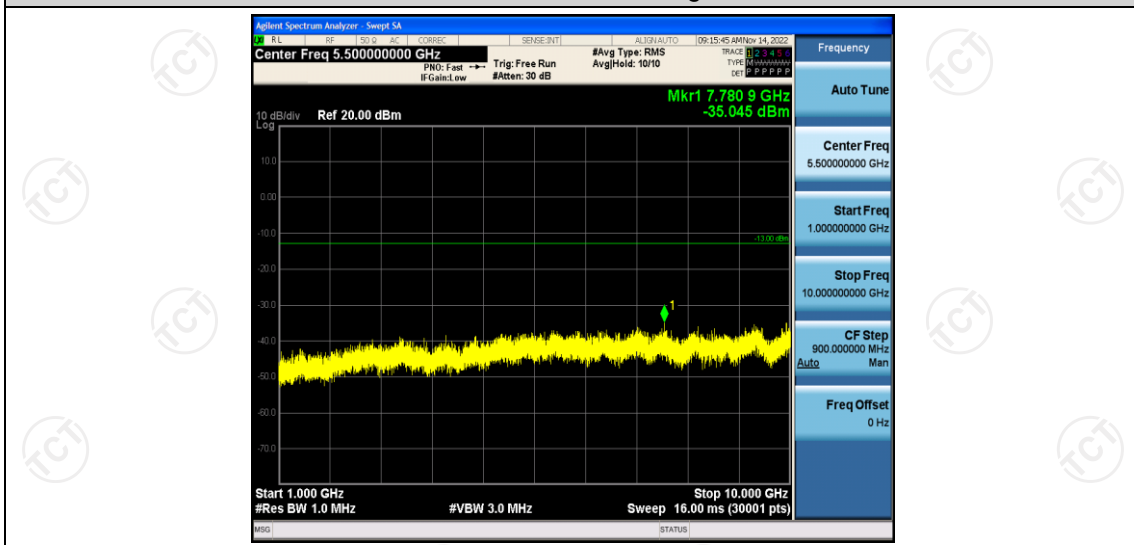 Agilent Spectrum Analyzer - Swept SA
RL RF 50 Ω AC CORREC SENSE:INT ALIGNAUTO 09:15:45 AM Nov 14, 2022
Center Freq 5.500000000 GHz
PNO: Fast
IFGain:Low
Trig: Free Run
#Atten: 30 dB
#Avg Type: RMS
Avg|Hold: 10/10
TRACE 1 2 3 4 5 6
TYPE M
DET P P P P P P
Mkr1 7.780 9 GHz
-35.045 dBm
10 dB/div Ref 20.00 dBm
Log
10.0
0.00
-10.0
-13.00 dBm
-20.0
-30.0
1
-40.0
-50.0
-60.0
-70.0
Start 1.000 GHz Stop 10.000 GHz
#Res BW 1.0 MHz #VBW 3.0 MHz Sweep 16.00 ms (30001 pts)
MSG STATUS
Frequency
Auto Tune
Center Freq
5.500000000 GHz
Start Freq
1.000000000 GHz
Stop Freq
10.000000000 GHz
CF Step
900.000000 MHz
Auto Man
Freq Offset
0 Hz
TCT
TCT
TCT
TCT
TCT
TCT